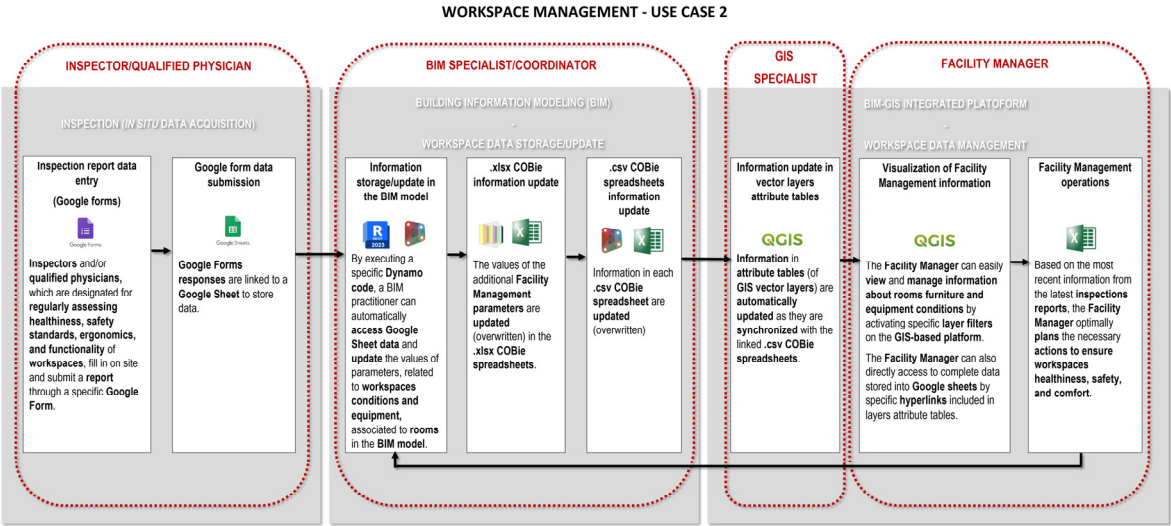 WORKSPACE MANAGEMENT - USE CASE 2
INSPECTOR/QUALIFIED PHYSICIAN
INSPECTION (IN SITU DATA ACQUISITION)
Inspection report data
entry
(Google forms)
Google Forms
Inspectors and/or
qualified physicians,
which are designated for
regularly assessing
healthiness, safety
standards, ergonomics,
and functionality of
workspaces, fill in on site
and submit a report
through a specific Google
Form.
Google form data
submission
Google Sheets
Google Forms
responses are linked to a
Google Sheet to store
data.
BIM SPECIALIST/COORDINATOR
BUILDING INFORMATION MODELING (BIM)
-
WORKSPACE DATA STORAGE/UPDATE
Information
storage/update in
the BIM model
R
2023
By executing a
specific Dynamo
code, a BIM
practitioner can
automatically
access Google
Sheet data and
update the values of
parameters, related
to workspaces
conditions and
equipment,
associated to rooms
in the BIM model.
.xlsx COBie
information update
The values of the
additional Facility
Management
parameters are
updated
(overwritten) in the
.xlsx COBie
spreadsheets.
.csv COBie
spreadsheets
information
update
Information in each
.csv COBie
spreadsheet are
updated
(overwritten)
GIS
SPECIALIST
Information update in
vector layers
attribute tables
QGIS
Information in
attribute tables (of
GIS vector layers) are
automatically
updated as they are
synchronized with the
linked .csv COBie
spreadsheets.
FACILITY MANAGER
BIM-GIS INTEGRATED PLATOFORM
-
WORKSPACE DATA MANAGEMENT
Visualization of Facility
Management information
QGIS
The Facility Manager can easily
view and manage information
about rooms furniture and
equipment conditions by
activating specific layer filters
on the GIS-based platform.
The Facility Manager can also
directly access to complete data
stored into Google sheets by
specific hyperlinks included in
layers attribute tables.
Facility Management
operations
Based on the most
recent information from
the latest inspections
reports, the Facility
Manager optimally
plans the necessary
actions to ensure
workspaces
healthiness, safety,
and comfort.